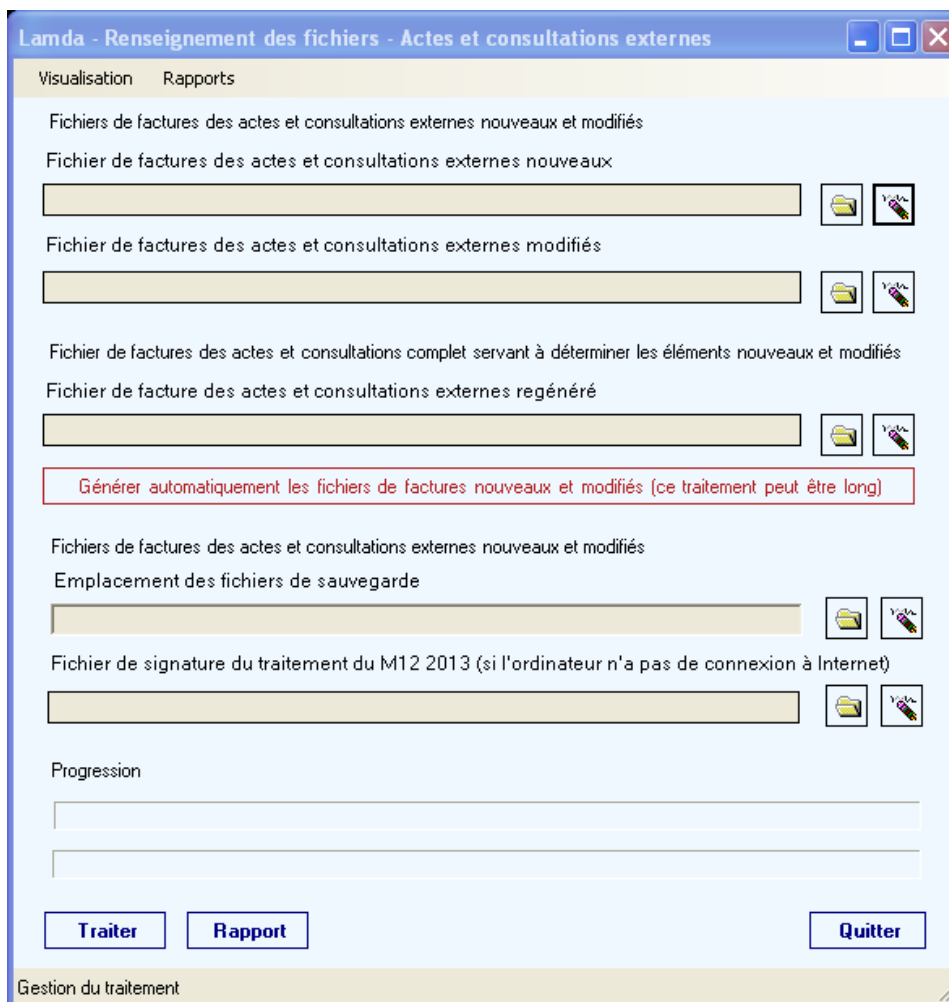 Lamda - Renseignement des fichiers - Actes et consultations externes
Visualisation Rapports
Fichiers de factures des actes et consultations externes nouveaux et modifiés
Fichier de factures des actes et consultations externes nouveaux
Fichier de factures des actes et consultations externes modifiés
Fichier de factures des actes et consultations complet servant à déterminer les éléments nouveaux et modifiés
Fichier de facture des actes et consultations externes regénéré
Générer automatiquement les fichiers de factures nouveaux et modifiés (ce traitement peut être long)
Fichiers de factures des actes et consultations externes nouveaux et modifiés
Emplacement des fichiers de sauvegarde
Fichier de signature du traitement du M12 2013 (si l'ordinateur n'a pas de connexion à Internet)
Progression
Traiter Rapport Quitter
Gestion du traitement